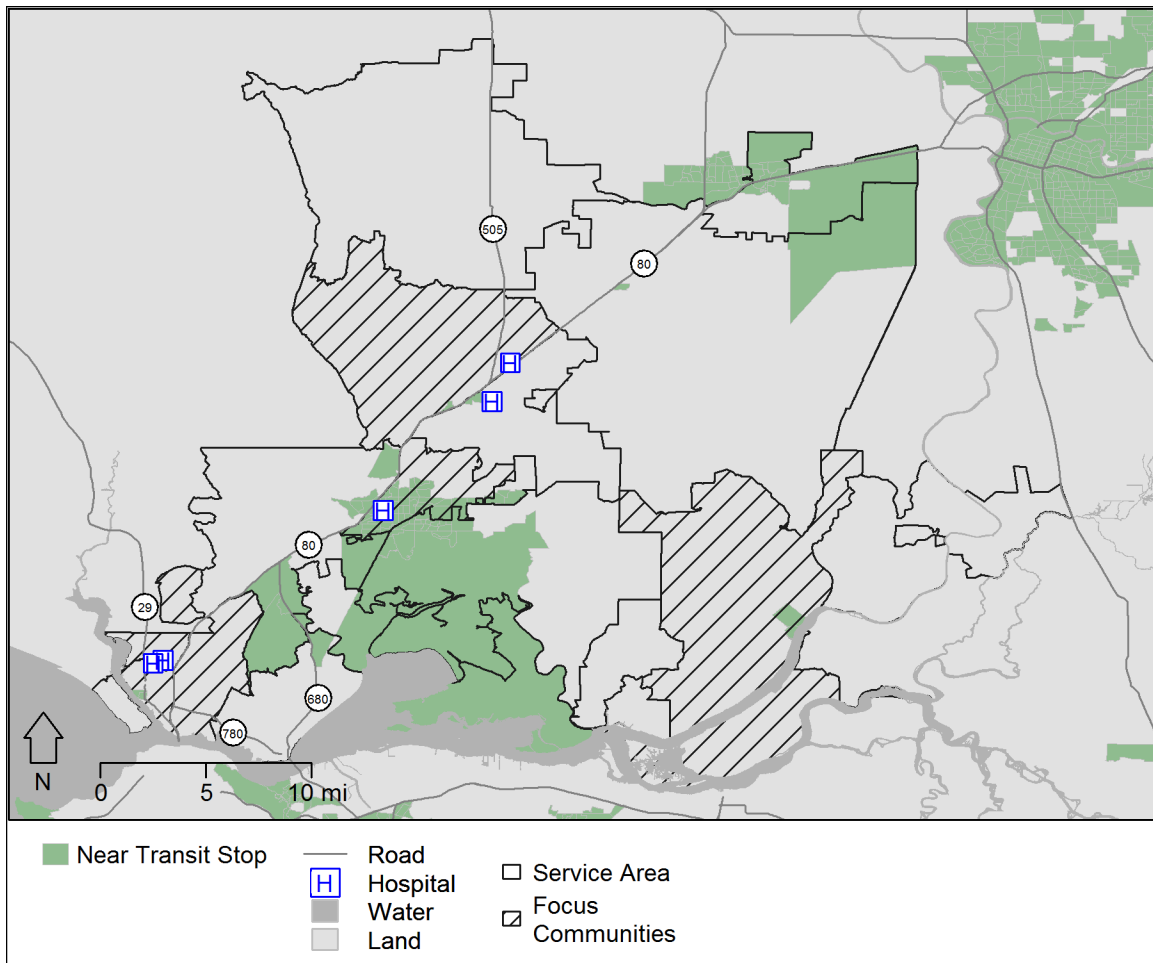 505
80
80
29
H
H
H
H
H
680
780
N
0 5 10 mi
Near Transit Stop
Road
H Hospital
Water
Land
Service Area
Focus
Communities